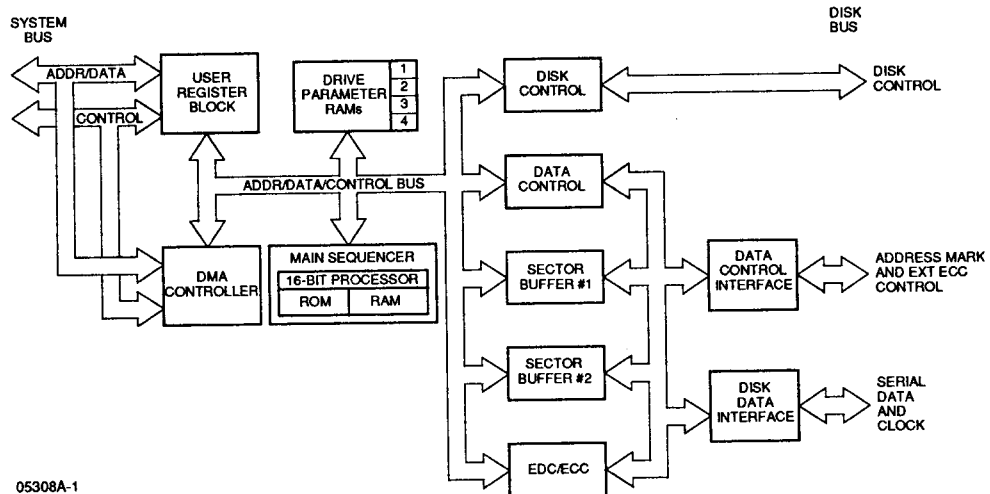 SYSTEM
BUS
DISK
BUS
ADDR/DATA
CONTROL
USER
REGISTER
BLOCK
DRIVE
PARAMETER
RAMs
1
2
3
4
DISK
CONTROL
DISK
CONTROL
ADDR/DATA/CONTROL BUS
DATA
CONTROL
DMA
CONTROLLER
MAIN SEQUENCER
16-BIT PROCESSOR
ROM
RAM
SECTOR
BUFFER #1
DATA
CONTROL
INTERFACE
ADDRESS MARK
AND EXT ECC
CONTROL
SECTOR
BUFFER #2
DISK
DATA
INTERFACE
SERIAL
DATA
AND
CLOCK
EDC/ECC
05308A-1